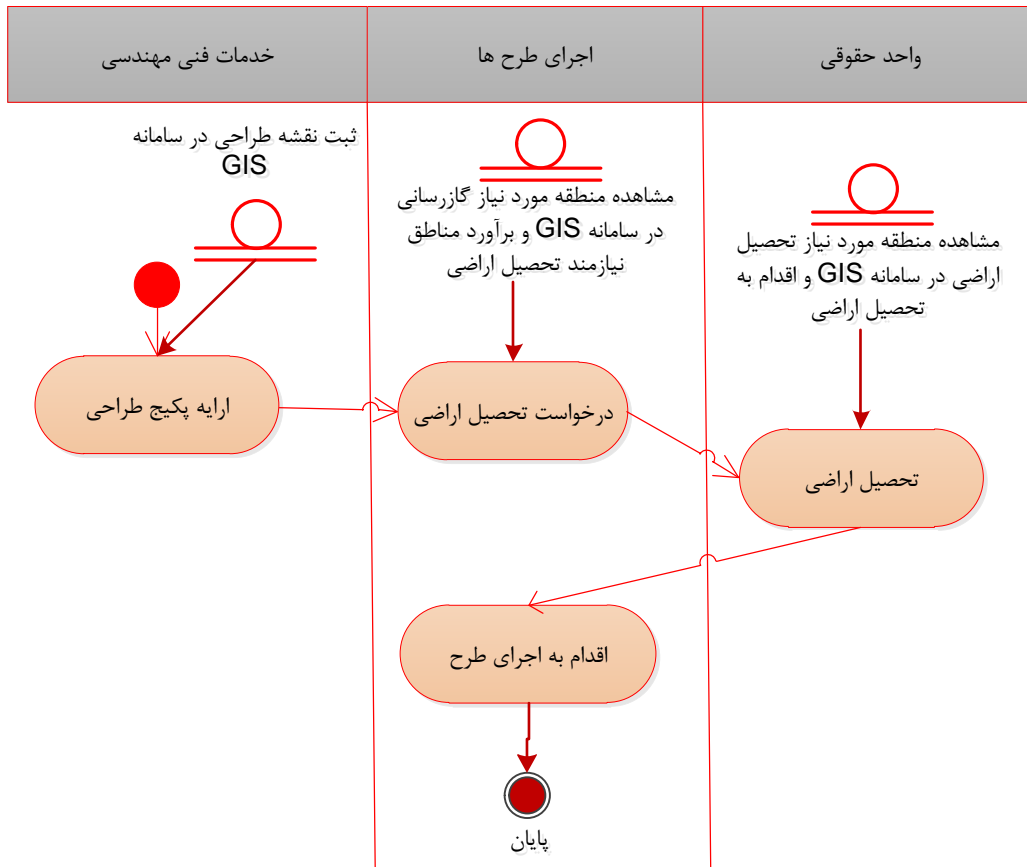 خدمات فنی مهندسی
اجرای طرح ها
واحد حقوقی
ثبت نقشه طراحی در سامانه
GIS
مشاهده منطقه مورد نیاز گازرسانی
در سامانه GIS و برآورد مناطق
نیازمند تحصیل اراضی
مشاهده منطقه مورد نیاز تحصیل
اراضی در سامانه GIS و اقدام به
تحصیل اراضی
ارایه پکیج طراحی
درخواست تحصیل اراضی
تحصیل اراضی
اقدام به اجرای طرح
پایان